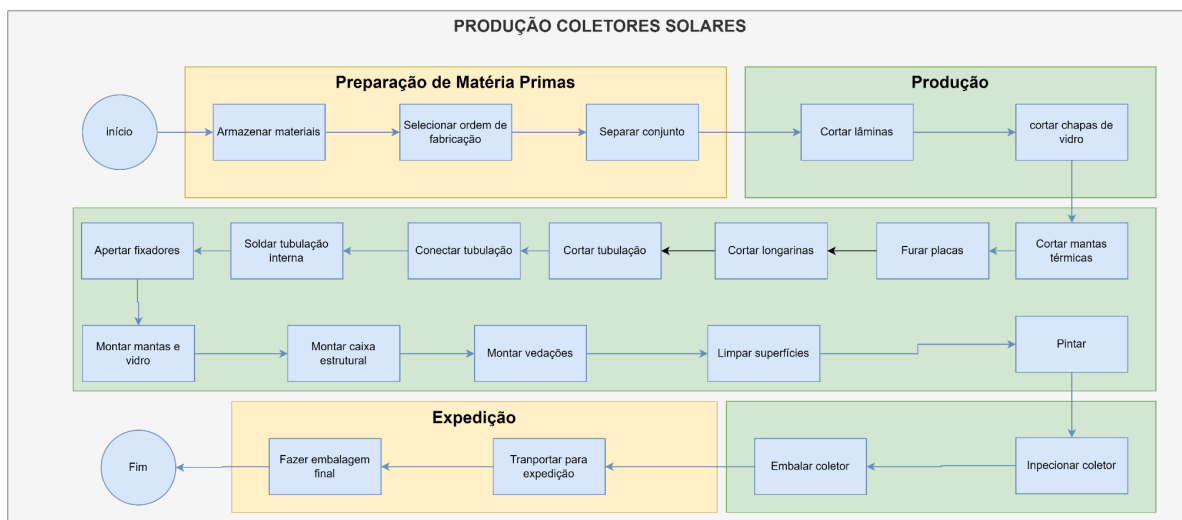 PRODUÇÃO COLETORES SOLARES
Preparação de Matéria Primas
Produção
início
Armazenar materiais
Selecionar ordem de
fabricação
Separar conjunto
Cortar lâminas
cortar chapas de
vidro
Apertar fixadores
Soldar tubulação
interna
Conectar tubulação
Cortar tubulação
Cortar longarinas
Furar placas
Cortar mantas
térmicas
Montar mantas e
vidro
Montar caixa
estrutural
Montar vedações
Limpar superfícies
Pintar
Expedição
Fim
Fazer embalagem
final
Tranportar para
expedição
Embalar coletor
Inpecionar coletor